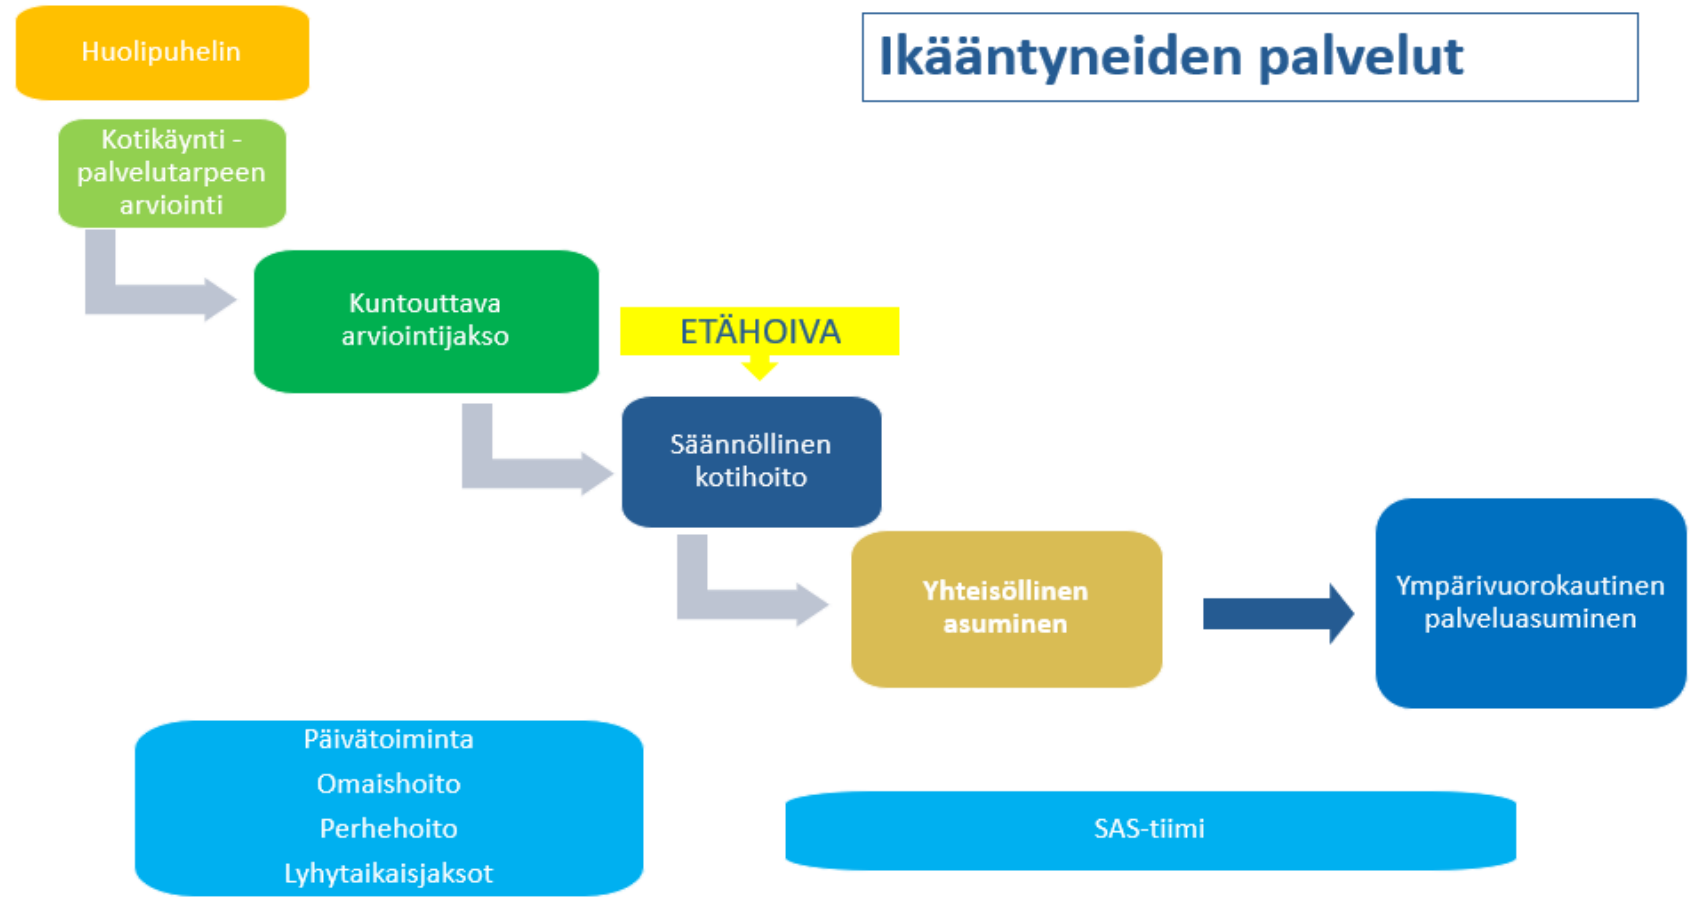 Huolipuhelin
Ikääntyneiden palvelut
Kotikäynti -
palvelutarpeen
arviointi
Kuntouttava
arviointijakso
ETÄHOIVA
Säännöllinen
kotihoito
Yhteisöllinen
asuminen
Ympärivuorokautinen
palveluasuminen
Päivätoiminta
Omaishoito
Perhehoito
Lyhytaikaisjaksot
SAS-tiimi